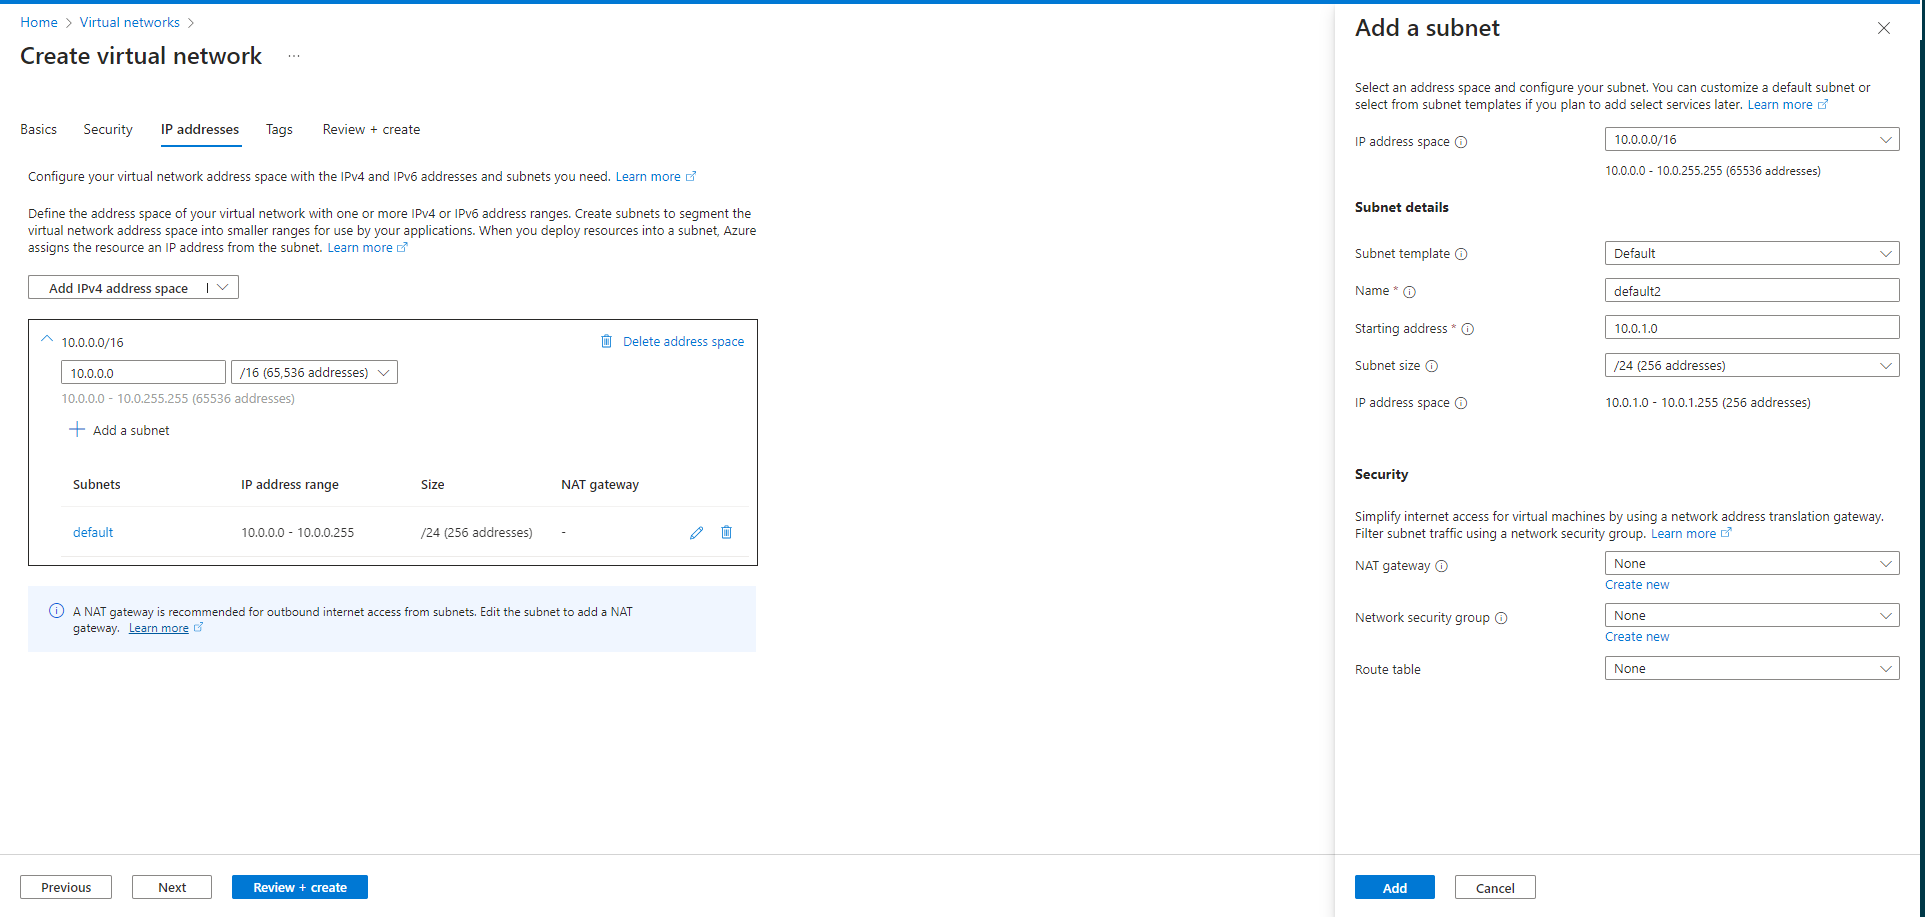 Home > Virtual networks >
Create virtual network ...
Basics Security IP addresses Tags Review + create
Configure your virtual network address space with the IPv4 and IPv6 addresses and subnets you need. Learn more
Define the address space of your virtual network with one or more IPv4 or IPv6 address ranges. Create subnets to segment the
virtual network address space into smaller ranges for use by your applications. When you deploy resources into a subnet, Azure
assigns the resource an IP address from the subnet. Learn more
Add IPv4 address space |
10.0.0.0/16 Delete address space
10.0.0.0 /16 (65,536 addresses)
10.0.0.0 - 10.0.255.255 (65536 addresses)
+ Add a subnet
Subnets IP address range Size NAT gateway
default 10.0.0.0 - 10.0.0.255 /24 (256 addresses) -
A NAT gateway is recommended for outbound internet access from subnets. Edit the subnet to add a NAT
gateway. Learn more
Previous Next Review + create
Add a subnet
Select an address space and configure your subnet. You can customize a default subnet or
select from subnet templates if you plan to add select services later. Learn more
IP address space 10.0.0.0/16
10.0.0.0 - 10.0.255.255 (65536 addresses)
Subnet details
Subnet template Default
Name * default2
Starting address * 10.0.1.0
Subnet size /24 (256 addresses)
IP address space 10.0.1.0 - 10.0.1.255 (256 addresses)
Security
Simplify internet access for virtual machines by using a network address translation gateway.
Filter subnet traffic using a network security group. Learn more
NAT gateway None
Create new
Network security group None
Create new
Route table None
Add Cancel